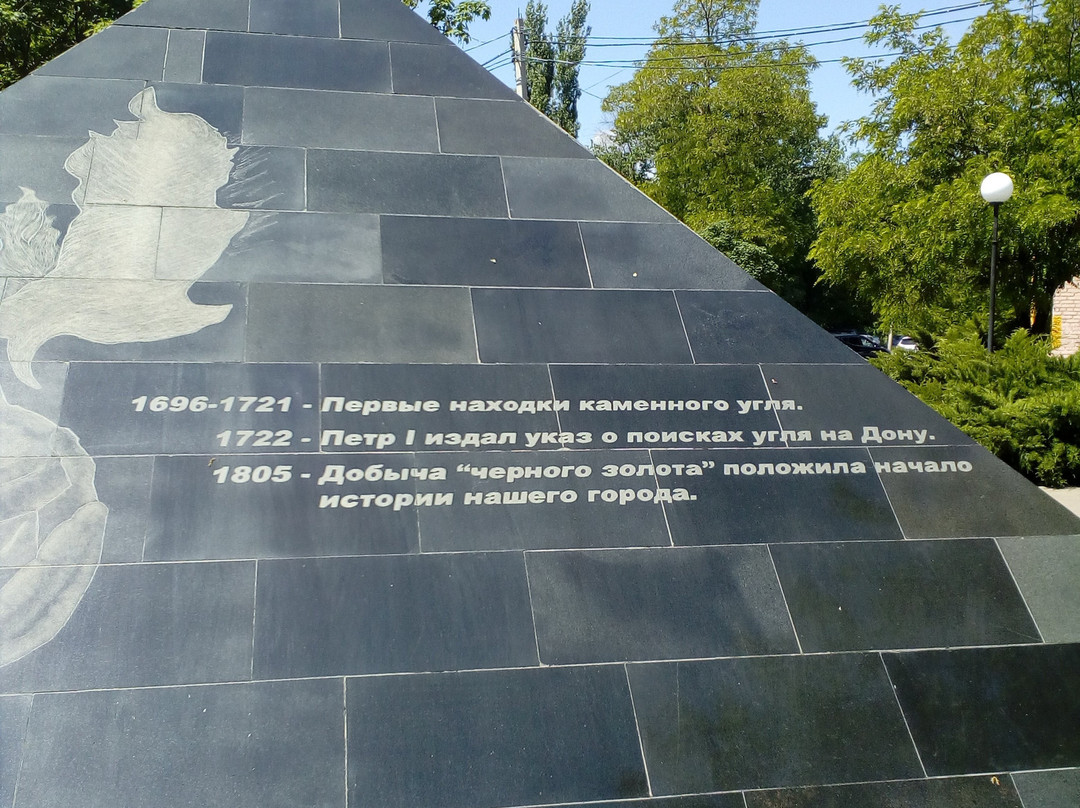 1696-1721 - Первые находки каменного угля.
1722 - Петр I издал указ о поисках угля на Дону.
1805 - Добыча “черного золота” положила начало
истории нашего города.